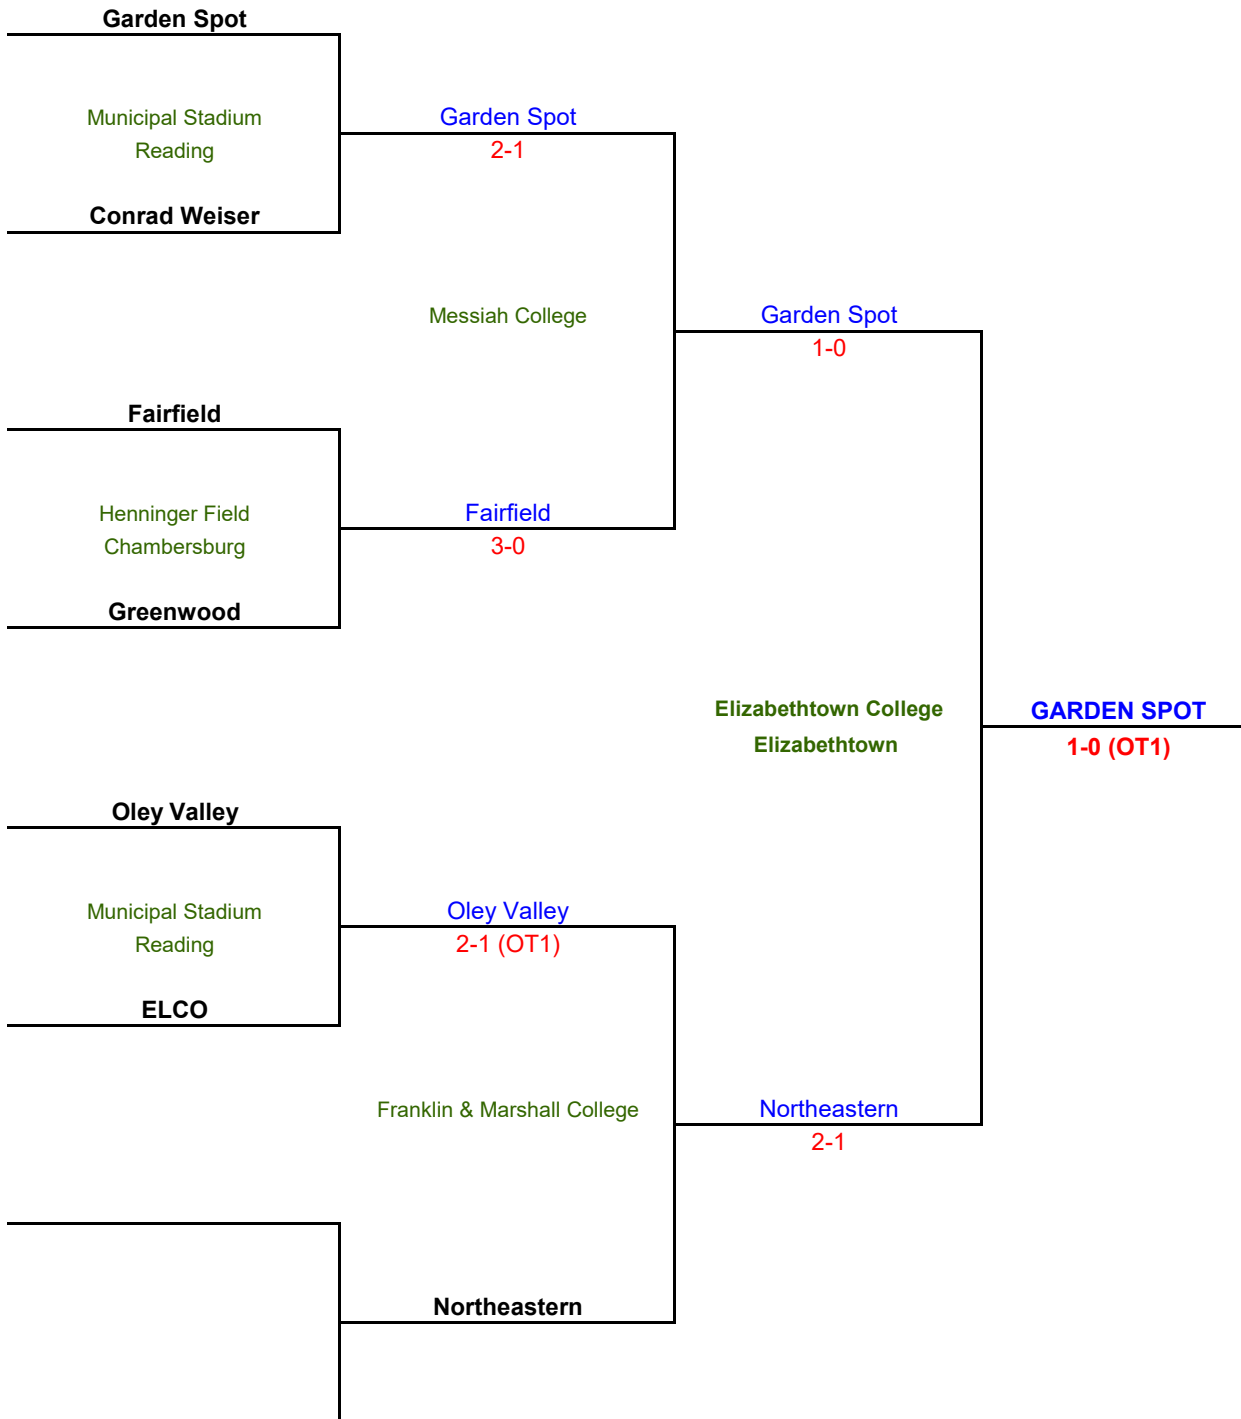 Garden Spot
Municipal Stadium
Reading
Garden Spot
2-1
Conrad Weiser
Messiah College
Garden Spot
1-0
Fairfield
Henninger Field
Chambersburg
Fairfield
3-0
Greenwood
Elizabethtown College
Elizabethtown
GARDEN SPOT
1-0 (OT1)
Oley Valley
Municipal Stadium
Reading
Oley Valley
2-1 (OT1)
ELCO
Franklin & Marshall College
Northeastern
2-1
Northeastern